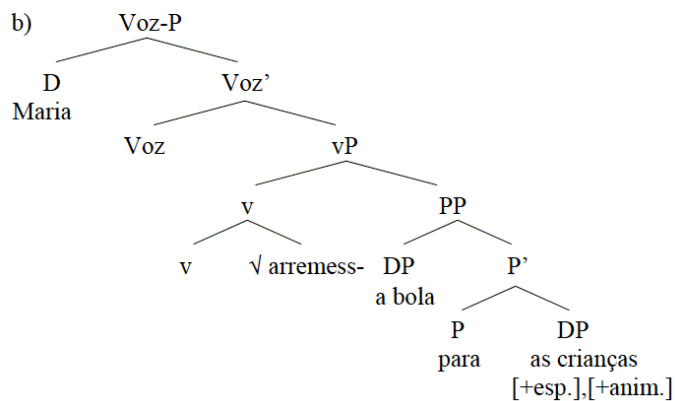 b) Voz-P
D Voz’
Maria
Voz vP
v PP
v √ arremess- DP P’
a bola
P DP
para as crianças
[+esp.],[+anim.]